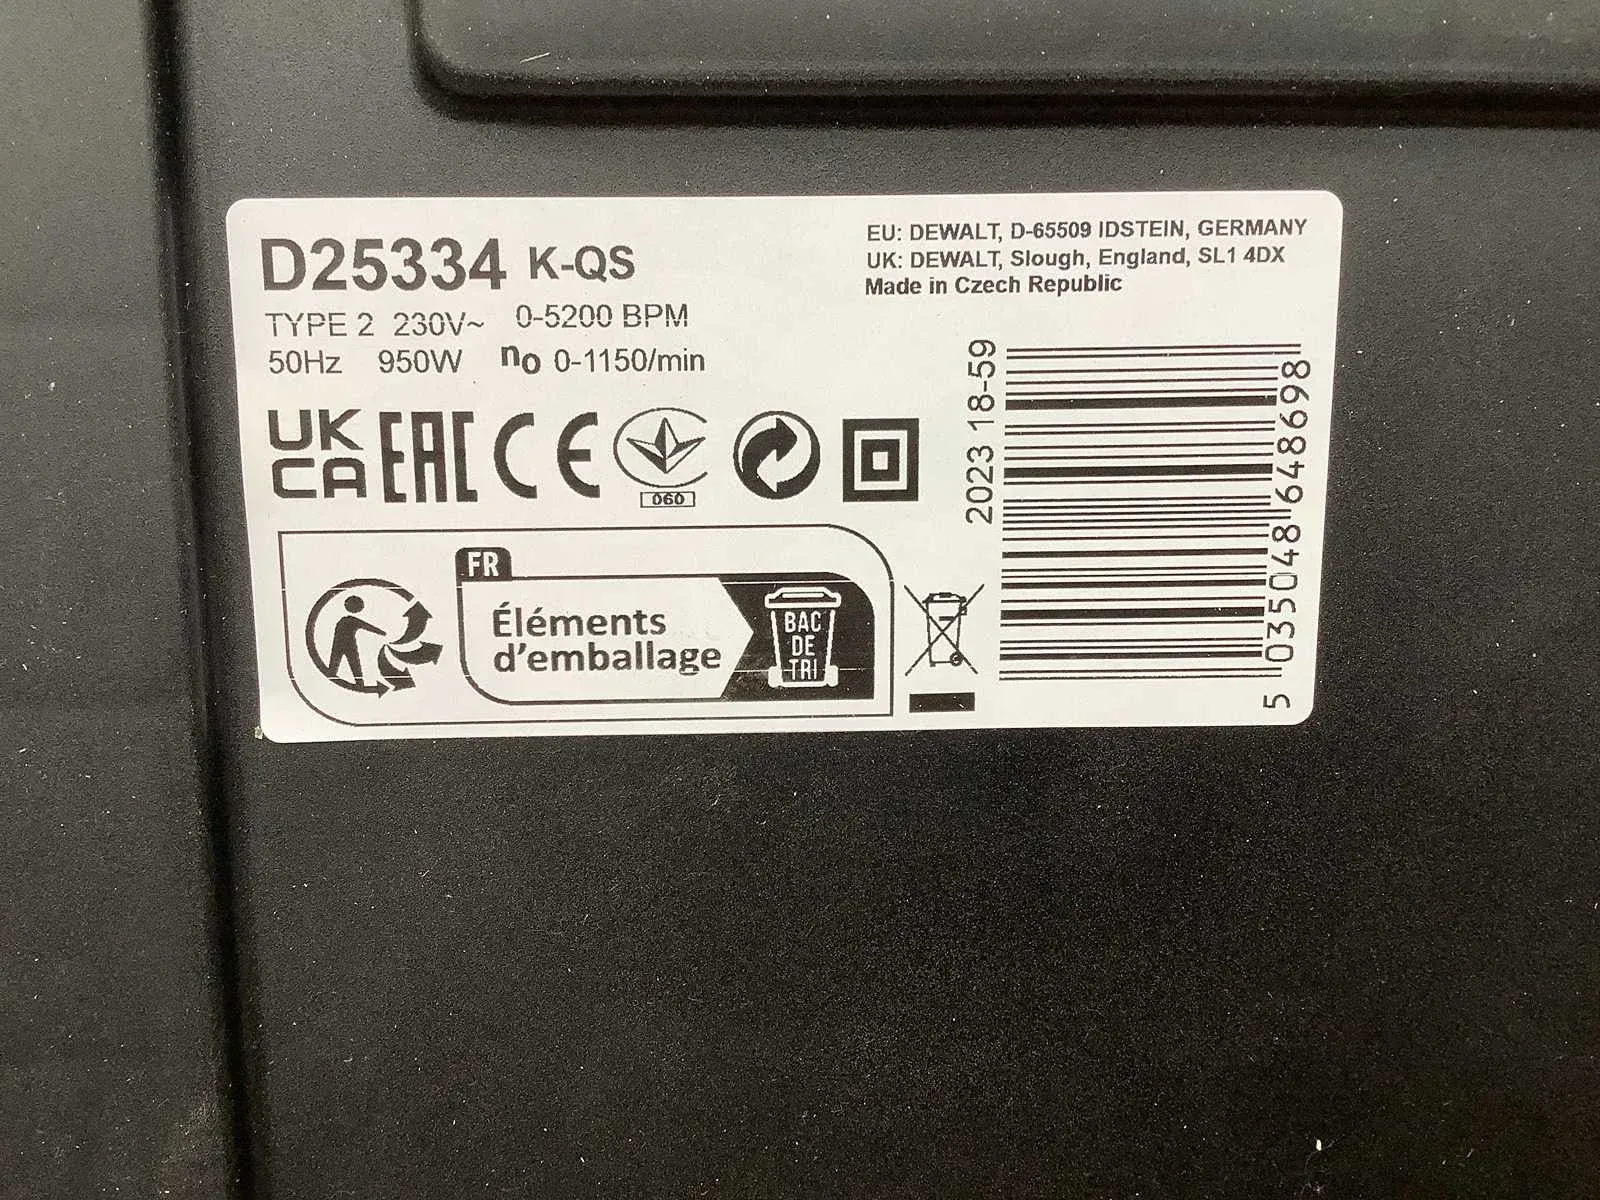 D25334 K-QS
TYPE 2 230V~ 0-5200 BPM
50Hz 950W no 0-1150/min
EU: DEWALT, D-65509 IDSTEIN, GERMANY
UK: DEWALT, Slough, England, SL1 4DX
Made in Czech Republic
UK
CA
EAC
CE
060
2023 18-59
5 035048 648698
FR
Éléments
d'emballage
BAC
DE
TRI